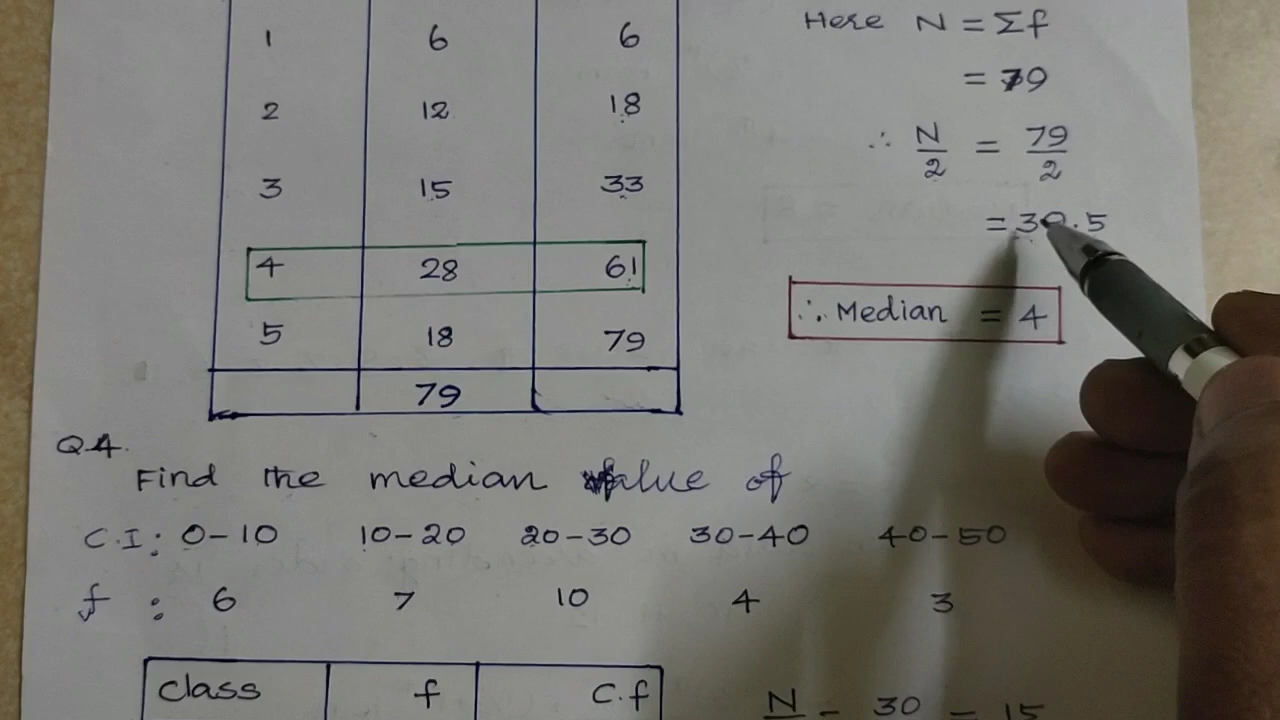 1 6 6
2 12 18
3 15 33
4 28 61
5 18 79
79
Here N = Σf
= 79
∴ N/2 = 79/2
= 39.5
∴ Median = 4
Q4.
Find the median value of
C.I: 0-10 10-20 20-30 30-40 40-50
f : 6 7 10 4 3
class f C.f
N 30 = 15